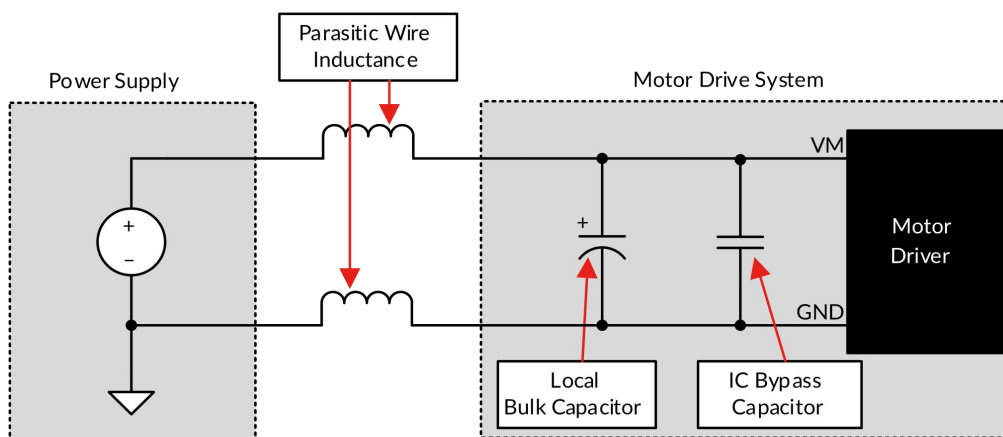 Parasitic Wire
Inductance
Power Supply
Motor Drive System
VM
+
+
–
Motor
Driver
GND
Local
Bulk Capacitor
IC Bypass
Capacitor